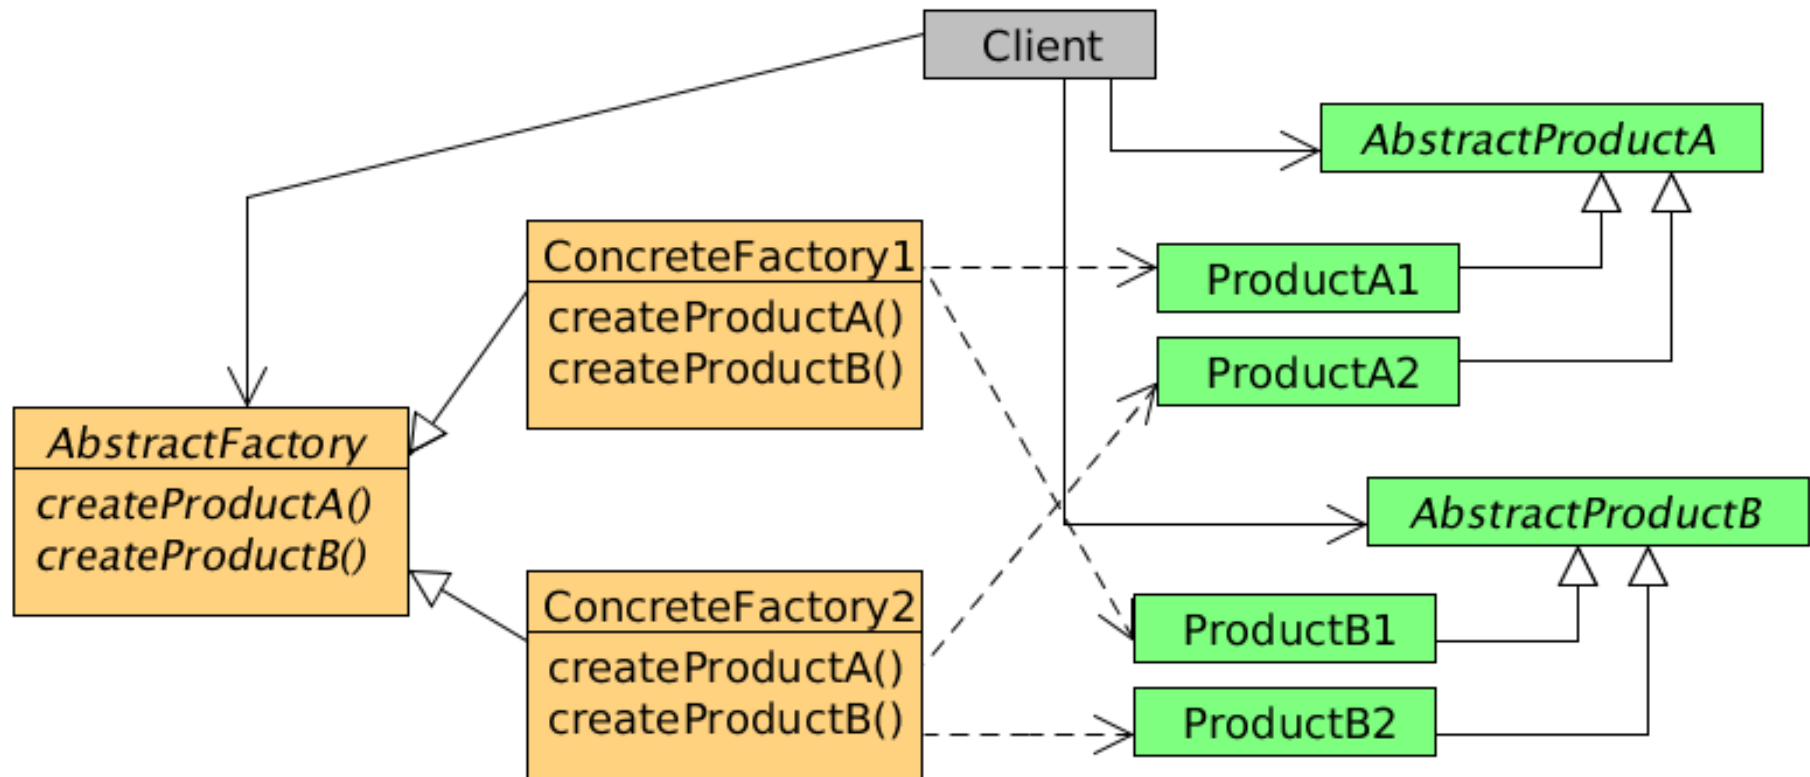 Client
AbstractProductA
ConcreteFactory1
createProductA()
createProductB()
ProductA1
ProductA2
AbstractFactory
createProductA()
createProductB()
AbstractProductB
ConcreteFactory2
createProductA()
createProductB()
ProductB1
ProductB2